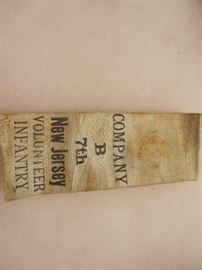 COMPANY
B
7th
New Jersey
VOLUNTEER
INFANTRY